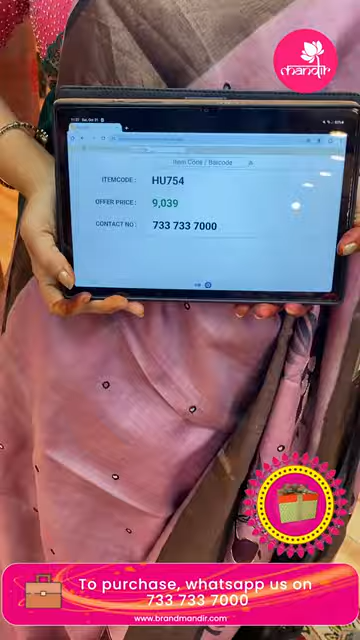 mandir
Item Code / Barcode
ITEMCODE : HU754
OFFER PRICE : 9,039
CONTACT NO : 733 733 7000
To purchase, whatsapp us on
733 733 7000
www.brandmandir.com